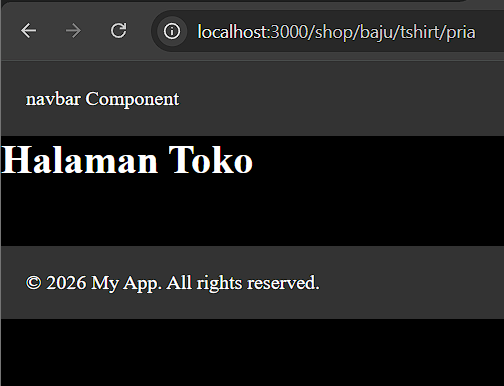 localhost:3000/shop/baju/tshirt/pria
navbar Component
Halaman Toko
© 2026 My App. All rights reserved.